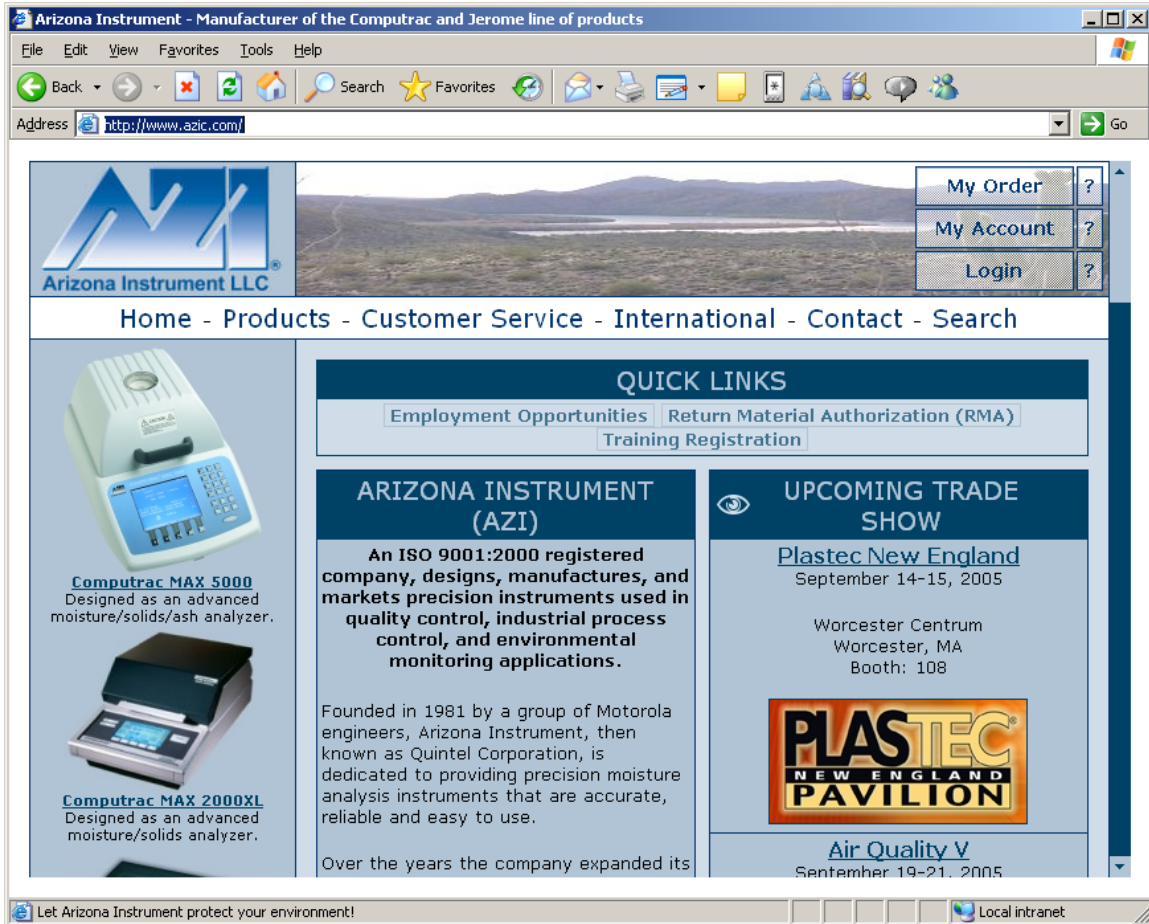 Arizona Instrument - Manufacturer of the Computrac and Jerome line of products
File Edit View Favorites Tools Help
Back Search Favorites
Address http://www.azic.com/ Go
AZI
Arizona Instrument LLC
My Order ?
My Account ?
Login ?
Home - Products - Customer Service - International - Contact - Search
Computrac MAX 5000
Designed as an advanced
moisture/solids/ash analyzer.
Computrac MAX 2000XL
Designed as an advanced
moisture/solids analyzer.
QUICK LINKS
Employment Opportunities Return Material Authorization (RMA)
Training Registration
ARIZONA INSTRUMENT
(AZI)
An ISO 9001:2000 registered
company, designs, manufactures, and
markets precision instruments used in
quality control, industrial process
control, and environmental
monitoring applications.
Founded in 1981 by a group of Motorola
engineers, Arizona Instrument, then
known as Quintel Corporation, is
dedicated to providing precision moisture
analysis instruments that are accurate,
reliable and easy to use.
Over the years the company expanded its
UPCOMING TRADE
SHOW
Plastec New England
September 14-15, 2005
Worcester Centrum
Worcester, MA
Booth: 108
PLASTEC®
NEW ENGLAND
PAVILION
Air Quality V
September 19-21, 2005
Let Arizona Instrument protect your environment!
Local intranet